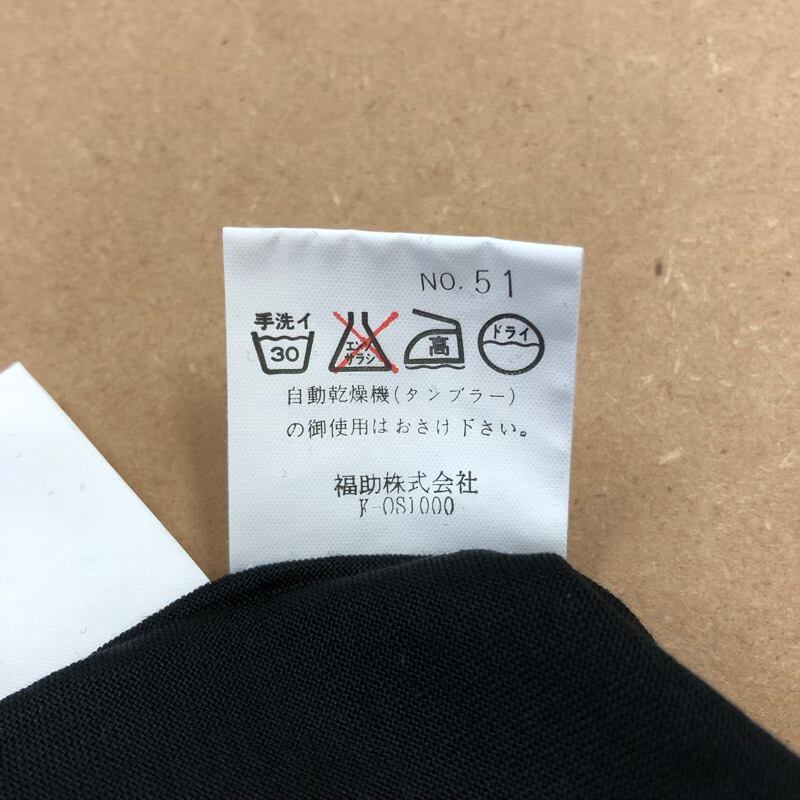 NO. 51
手洗イ
30
エンソ
サラシ
高
ドライ
自動乾燥機(タンブラー)
の御使用はおさけ下さい。
福助株式会社
F-OS1000